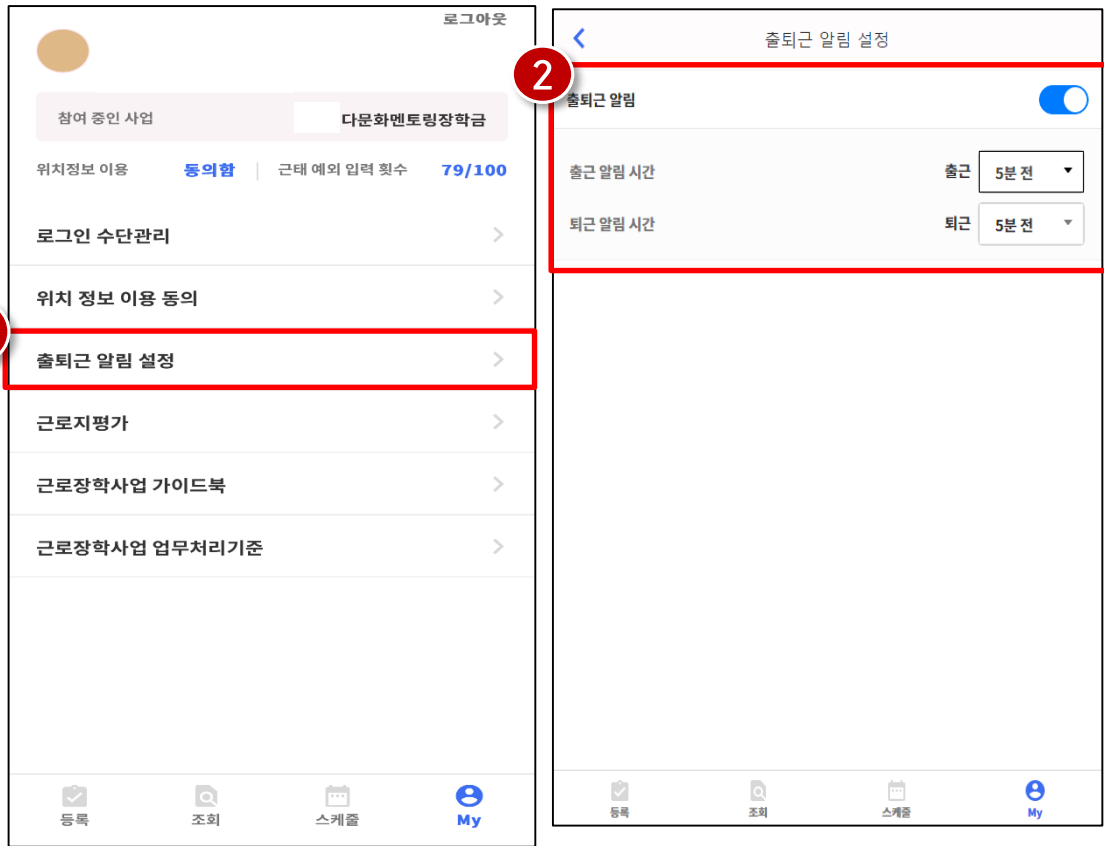 로그아웃
참여 중인 사업 다문화멘토링장학금
위치정보 이용 동의함 근태 예외 입력 횟수 79/100
로그인 수단관리
위치 정보 이용 동의
출퇴근 알림 설정
근로지평가
근로장학사업 가이드북
근로장학사업 업무처리기준
등록 조회 스케줄 My
출퇴근 알림 설정
2
출퇴근 알림
출근 알림 시간 출근 5분 전
퇴근 알림 시간 퇴근 5분 전
등록 조회 스케줄 My